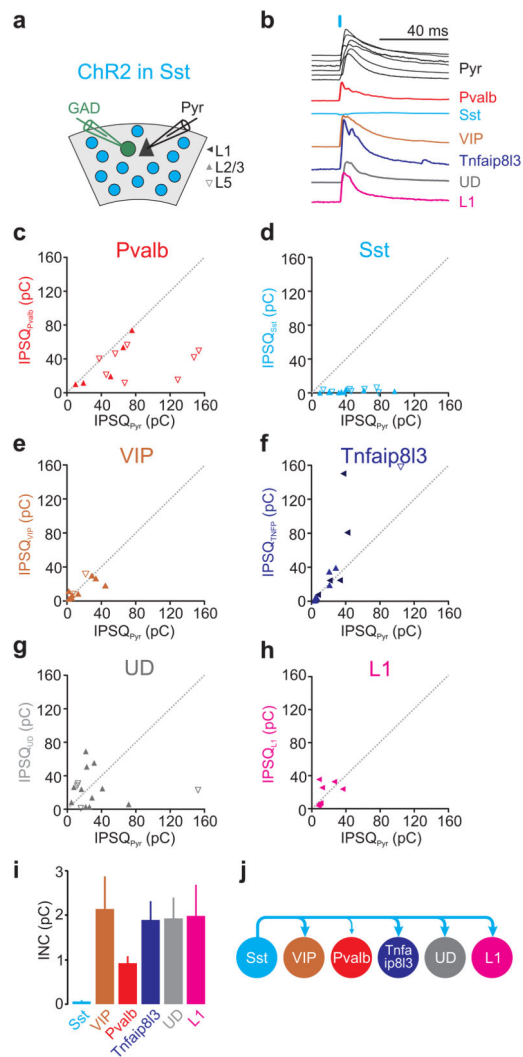 a
ChR2 in Sst
GAD
Pyr
L1
L2/3
L5
b
40 ms
Pyr
Pvalb
Sst
VIP
Tnfaip8l3
UD
L1
c
Pvalb
IPSQPvalb (pC)
160
120
80
40
0
0 40 80 120 160
IPSQPyr (pC)
d
Sst
IPSQSst (pC)
160
120
80
40
0
0 40 80 120 160
IPSQPyr (pC)
e
VIP
IPSQVIP (pC)
160
120
80
40
0
0 40 80 120 160
IPSQPyr (pC)
f
Tnfaip8l3
IPSQTNFP (pC)
160
120
80
40
0
0 40 80 120 160
IPSQPyr (pC)
g
UD
IPSQUD (pC)
160
120
80
40
0
0 40 80 120 160
IPSQPyr (pC)
h
L1
IPSQL1 (pC)
160
120
80
40
0
0 40 80 120 160
IPSQPyr (pC)
i
INC (pC)
3
2
1
0
Sst
VIP
Pvalb
Tnfaip8l3
UD
L1
j
Sst
VIP
Pvalb
Tnfa
ip8l3
UD
L1